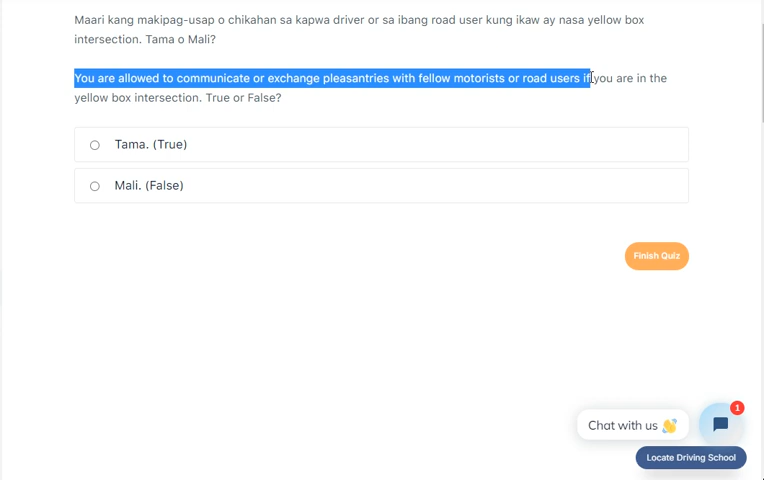 Maari kang makipag-usap o chikahan sa kapwa driver or sa ibang road user kung ikaw ay nasa yellow box
intersection. Tama o Mali?
You are allowed to communicate or exchange pleasantries with fellow motorists or road users if you are in the
yellow box intersection. True or False?
Tama. (True)
Mali. (False)
Finish Quiz
1
Chat with us 👋
Locate Driving School